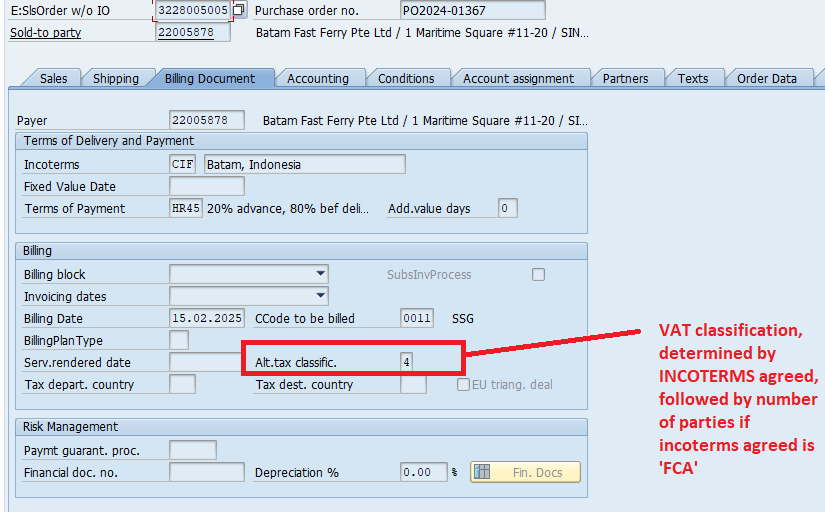 E:SlsOrder w/o IO 3228005005 Purchase order no. PO2024-01367
Sold-to party 22005878 Batam Fast Ferry Pte Ltd / 1 Maritime Square #11-20 / SIN...
Sales Shipping Billing Document Accounting Conditions Account assignment Partners Texts Order Data
Payer 22005878 Batam Fast Ferry Pte Ltd / 1 Maritime Square #11-20 / SI...
Terms of Delivery and Payment
Incoterms CIF Batam, Indonesia
Fixed Value Date
Terms of Payment HR45 20% advance, 80% bef deli... Add.value days 0
Billing
Billing block SubsInvProcess
Invoicing dates
Billing Date 15.02.2025 CCode to be billed 0011 SSG
BillingPlanType
Serv.rendered date Alt.tax classific. 4
Tax depart. country Tax dest. country EU triang. deal
Risk Management
Paymt guarant. proc.
Financial doc. no. Depreciation % 0.00 % Fin. Docs
VAT classification,
determined by
INCOTERMS agreed,
followed by number
of parties if
incoterms agreed is
'FCA'